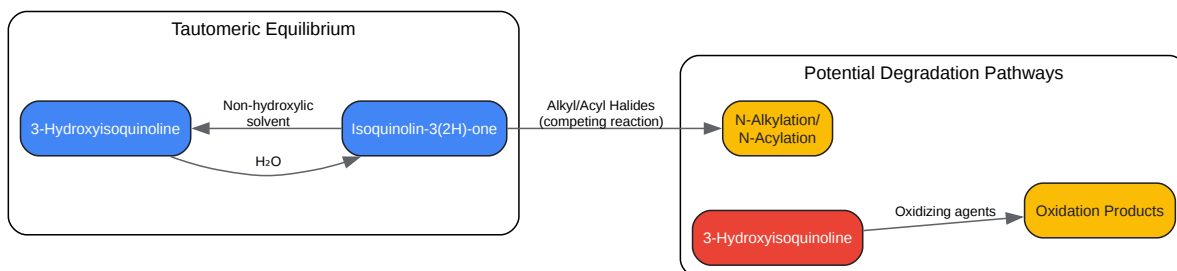 Tautomeric Equilibrium
3-Hydroxyisoquinoline
Non-hydroxylic
solvent
Isoquinolin-3(2H)-one
H₂O
Alkyl/Acyl Halides
(competing reaction)
Potential Degradation Pathways
N-Alkylation/
N-Acylation
3-Hydroxyisoquinoline
Oxidizing agents
Oxidation Products